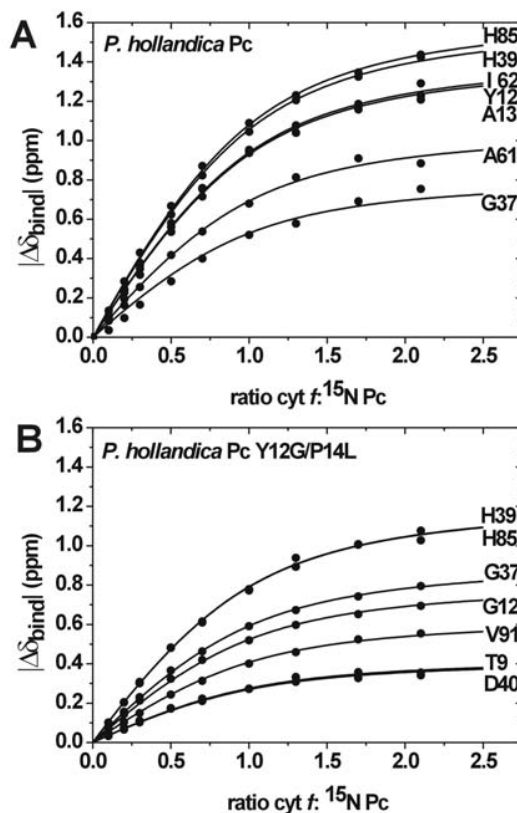 A
P. hollandica Pc
H85
H39
I 62
Y12
A13
A61
G37
1.6
1.4
1.2
1.0
0.8
0.6
0.4
0.2
0.0
|Δδbind| (ppm)
0.0 0.5 1.0 1.5 2.0 2.5
ratio cyt f: ¹⁵N Pc
B
P. hollandica Pc Y12G/P14L
H39
H85
G37
G12
V91
T9
D40
1.6
1.4
1.2
1.0
0.8
0.6
0.4
0.2
0.0
|Δδbind| (ppm)
0.0 0.5 1.0 1.5 2.0 2.5
ratio cyt f: ¹⁵N Pc